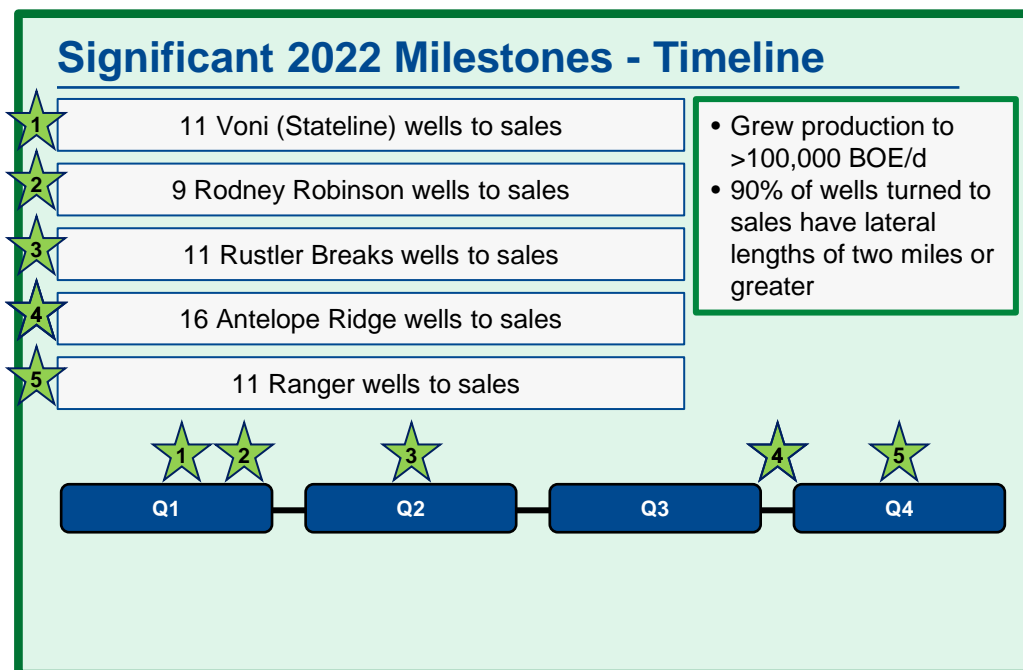 Significant 2022 Milestones - Timeline
1
11 Voni (Stateline) wells to sales
2
9 Rodney Robinson wells to sales
3
11 Rustler Breaks wells to sales
4
16 Antelope Ridge wells to sales
5
11 Ranger wells to sales
• Grew production to
>100,000 BOE/d
• 90% of wells turned to
sales have lateral
lengths of two miles or
greater
1 2 3 4 5
Q1 Q2 Q3 Q4